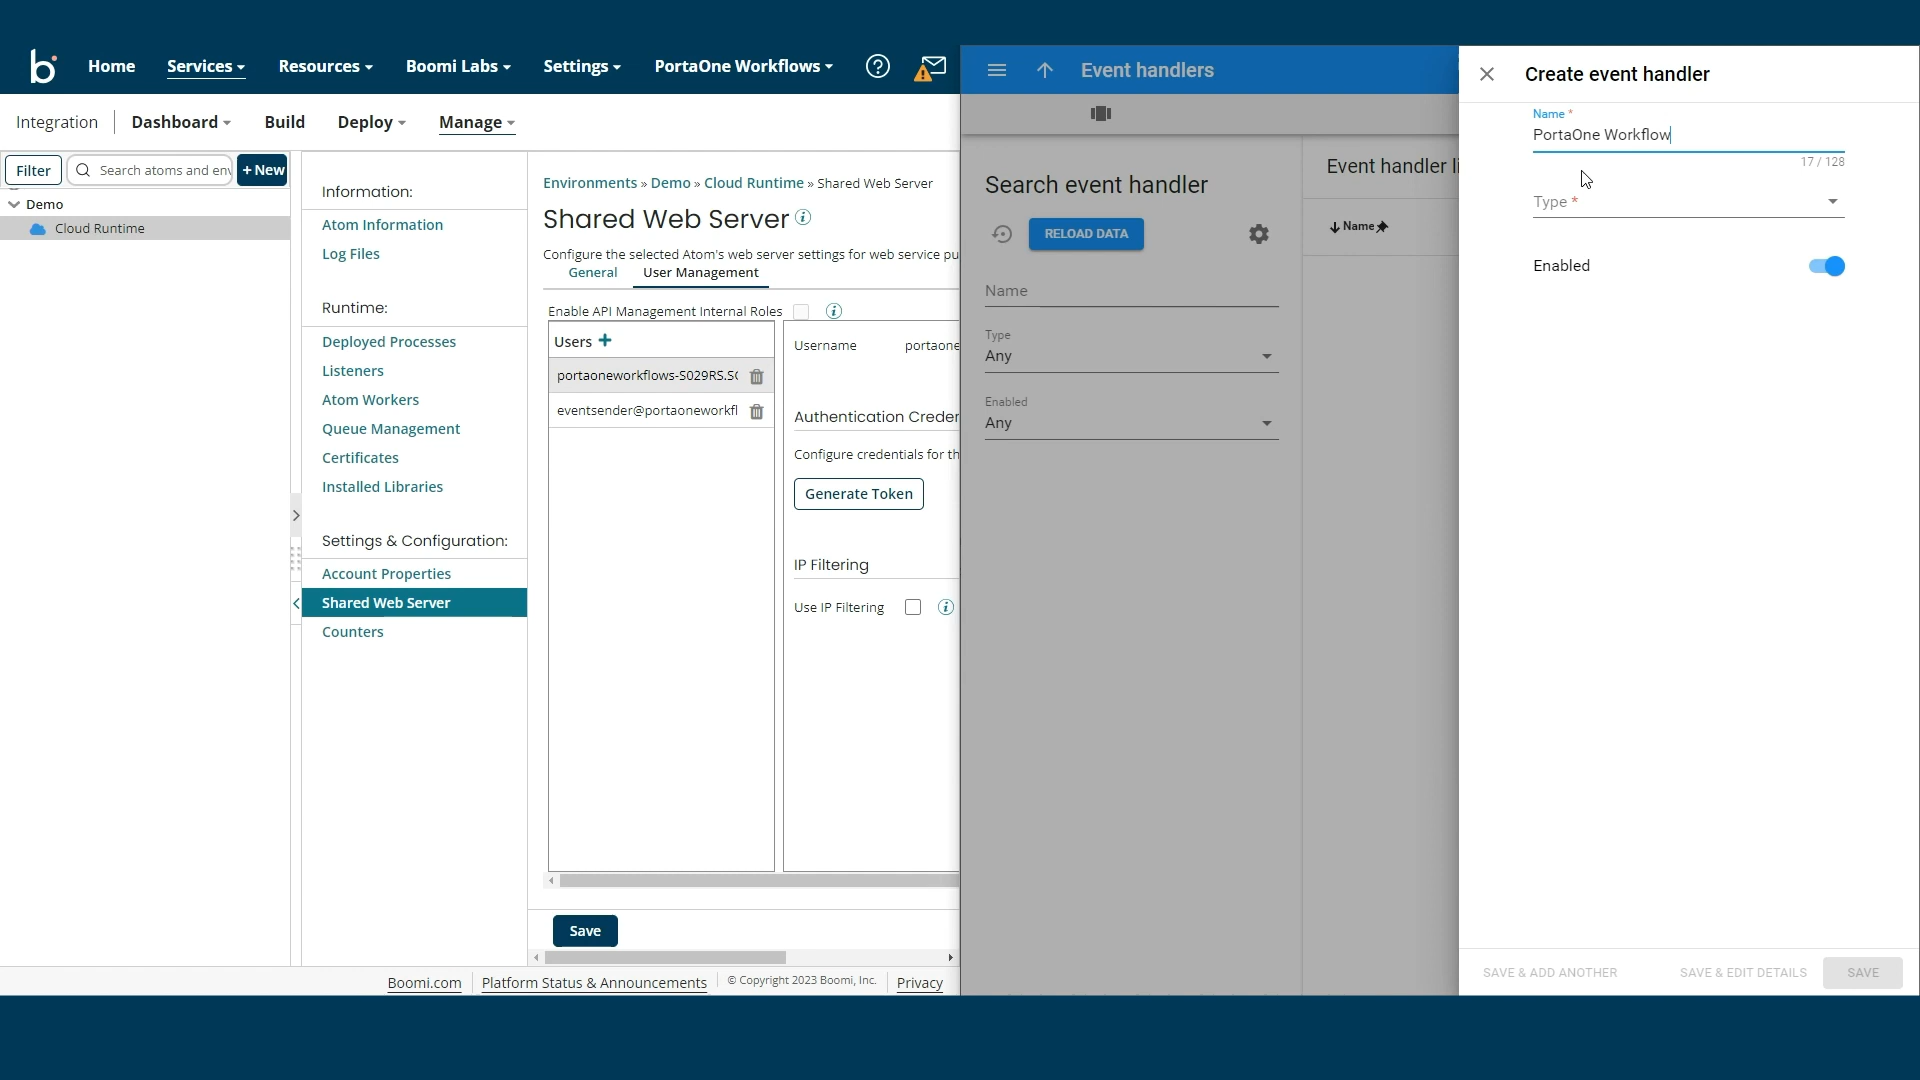 b Home Services Resources Boomi Labs Settings PortaOne Workflows
Integration Dashboard Build Deploy Manage
Filter Search atoms and env + New
Demo
Cloud Runtime
Information:
Atom Information
Log Files
Runtime:
Deployed Processes
Listeners
Atom Workers
Queue Management
Certificates
Installed Libraries
Settings & Configuration:
Account Properties
Shared Web Server
Counters
Environments » Demo » Cloud Runtime » Shared Web Server
Shared Web Server
Configure the selected Atom's web server settings for web service pu
General User Management
Enable API Management Internal Roles
Users
portaoneworkflows-S029RS.S
eventsender@portaoneworkfl
Username portaone
Authentication Creder
Configure credentials for th
Generate Token
IP Filtering
Use IP Filtering
Save
Boomi.com Platform Status & Announcements © Copyright 2023 Boomi, Inc. Privacy
Event handlers
Search event handler
RELOAD DATA
Name
Type
Any
Enabled
Any
Event handler li
Name
Create event handler
Name *
PortaOne Workflow
17 / 128
Type *
Enabled
SAVE & ADD ANOTHER SAVE & EDIT DETAILS SAVE